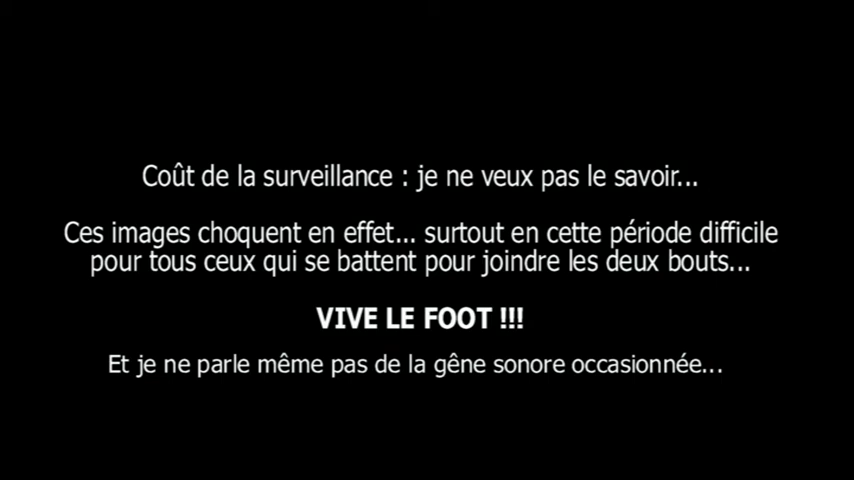 Coût de la surveillance : je ne veux pas le savoir...
Ces images choquent en effet... surtout en cette période difficile
pour tous ceux qui se battent pour joindre les deux bouts...
VIVE LE FOOT !!!
Et je ne parle même pas de la gêne sonore occasionnée...